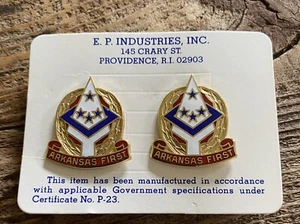 E. P. INDUSTRIES, INC.
145 CRARY ST.
PROVIDENCE, R.I. 02903
ARKANSAS FIRST
ARKANSAS FIRST
This item has been manufactured in accordance
with applicable Government specifications under
Certificate No. P-23.